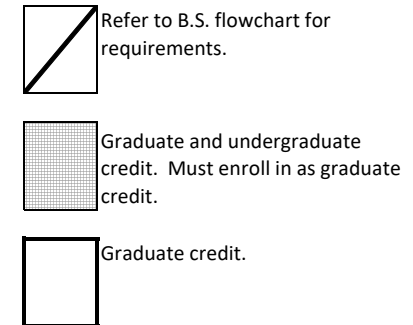 Refer to B.S. flowchart for
requirements.
Graduate and undergraduate
credit. Must enroll in as graduate
credit.
Graduate credit.